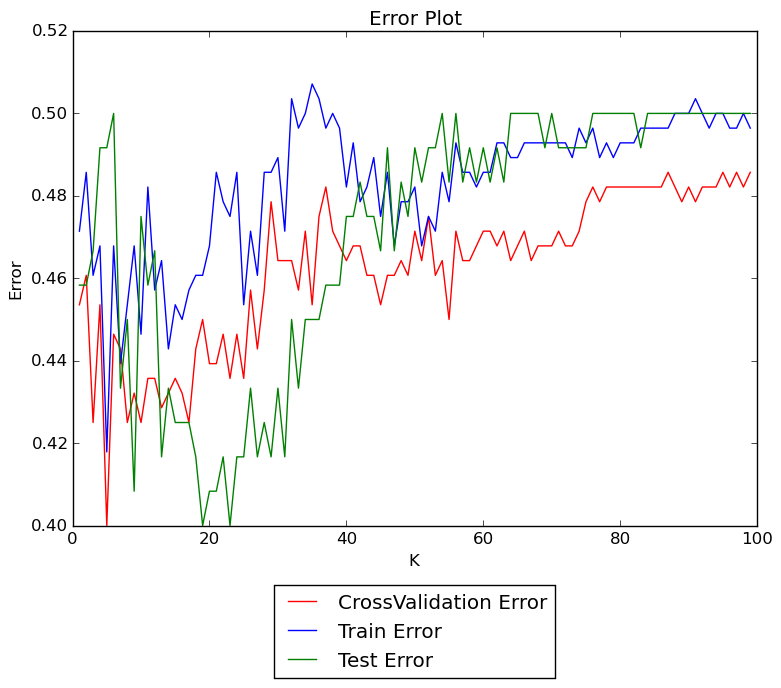 Error Plot
0.52
0.50
0.48
0.46
0.44
0.42
0.40
Error
0 20 40 60 80 100
K
CrossValidation Error
Train Error
Test Error